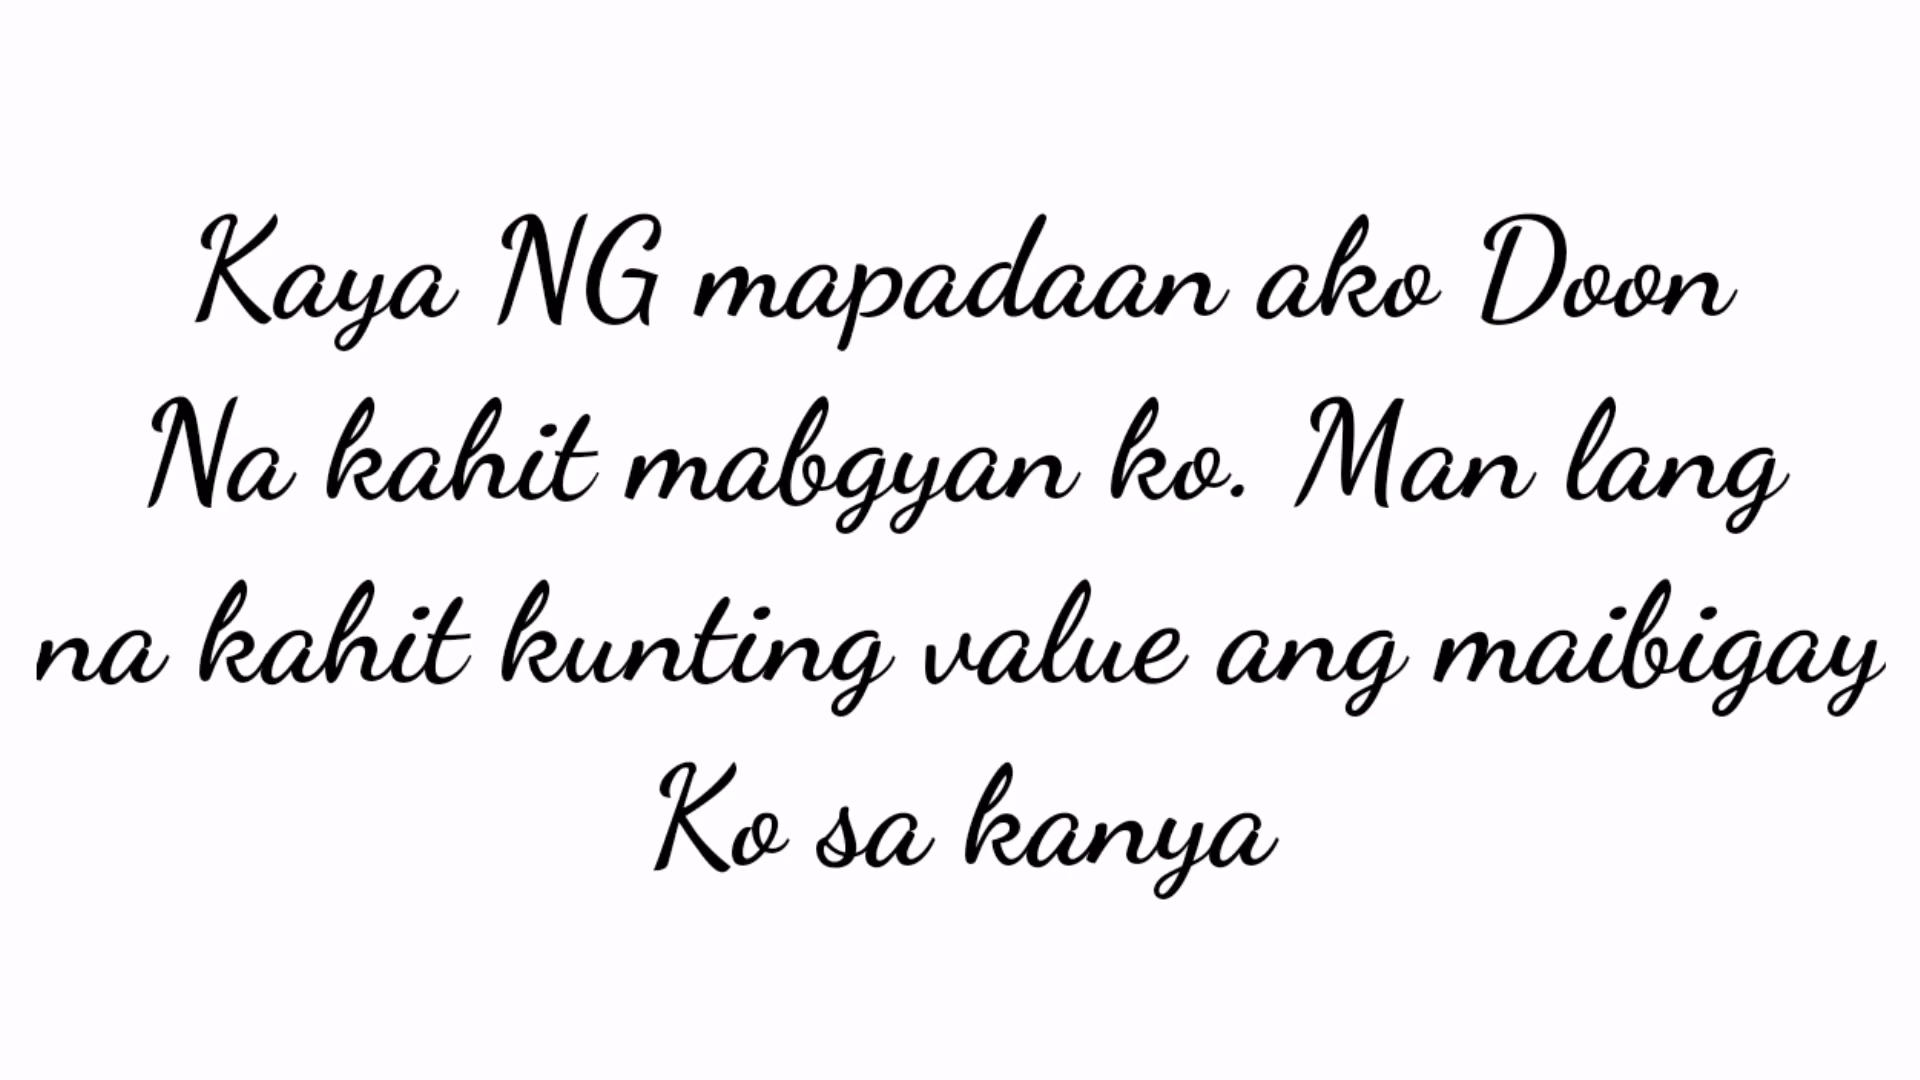 Kaya NG mapadaan ako Doon
Na kahit mabgyan ko. Man lang
na kahit kunting value ang maibigay
Ko sa kanya